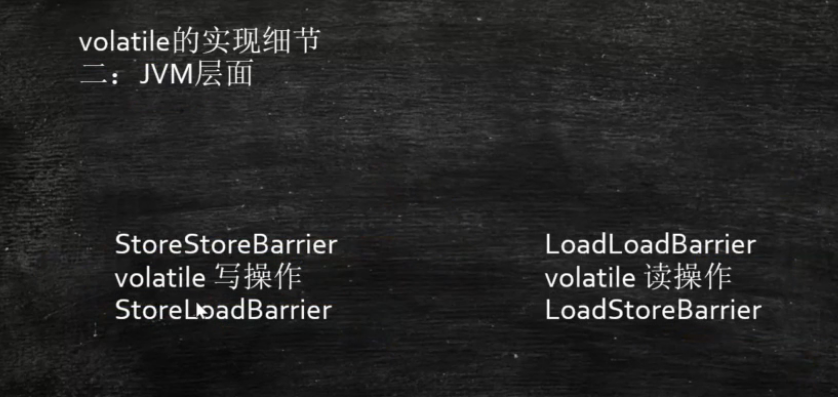 volatile的实现细节
二：JVM层面
StoreStoreBarrier
volatile 写操作
StoreLoadBarrier
LoadLoadBarrier
volatile 读操作
LoadStoreBarrier